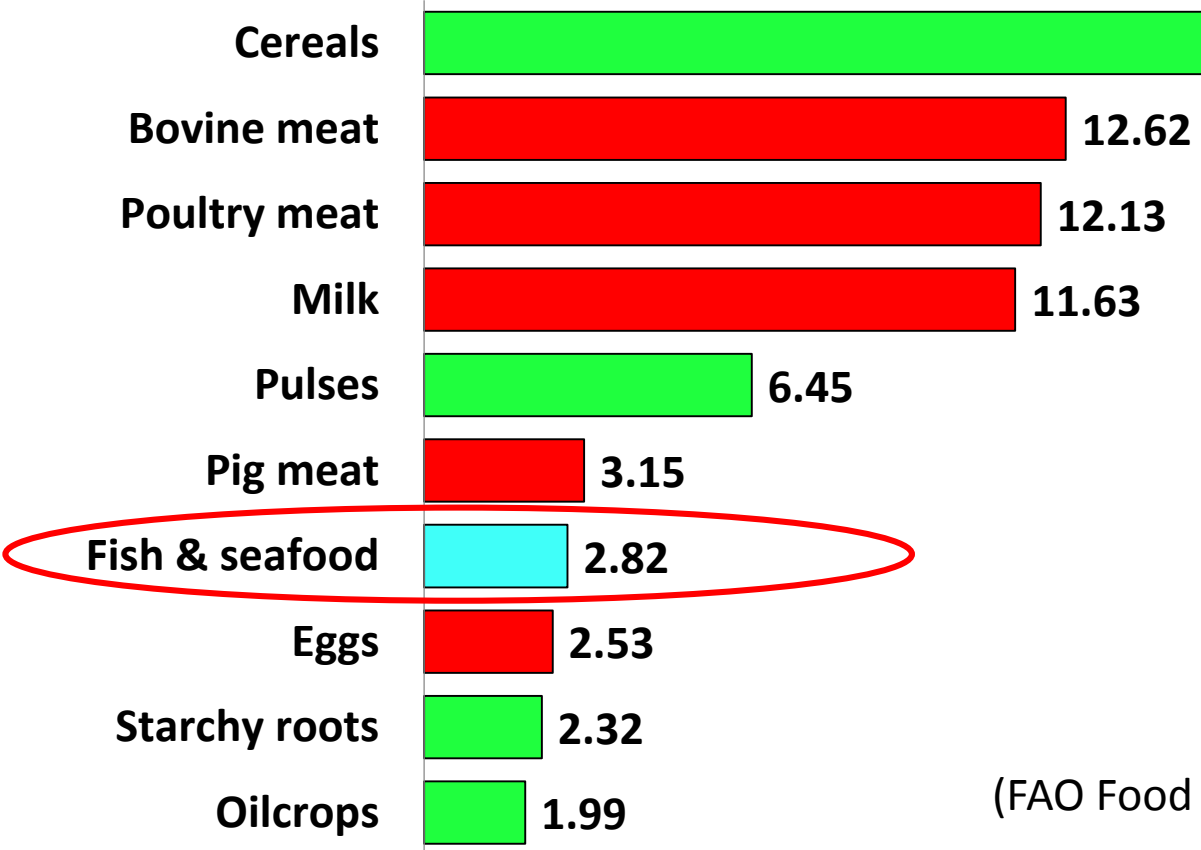 Cereals
Bovine meat 12.62
Poultry meat 12.13
Milk 11.63
Pulses 6.45
Pig meat 3.15
Fish & seafood 2.82
Eggs 2.53
Starchy roots 2.32
(FAO Food
Oilcrops 1.99